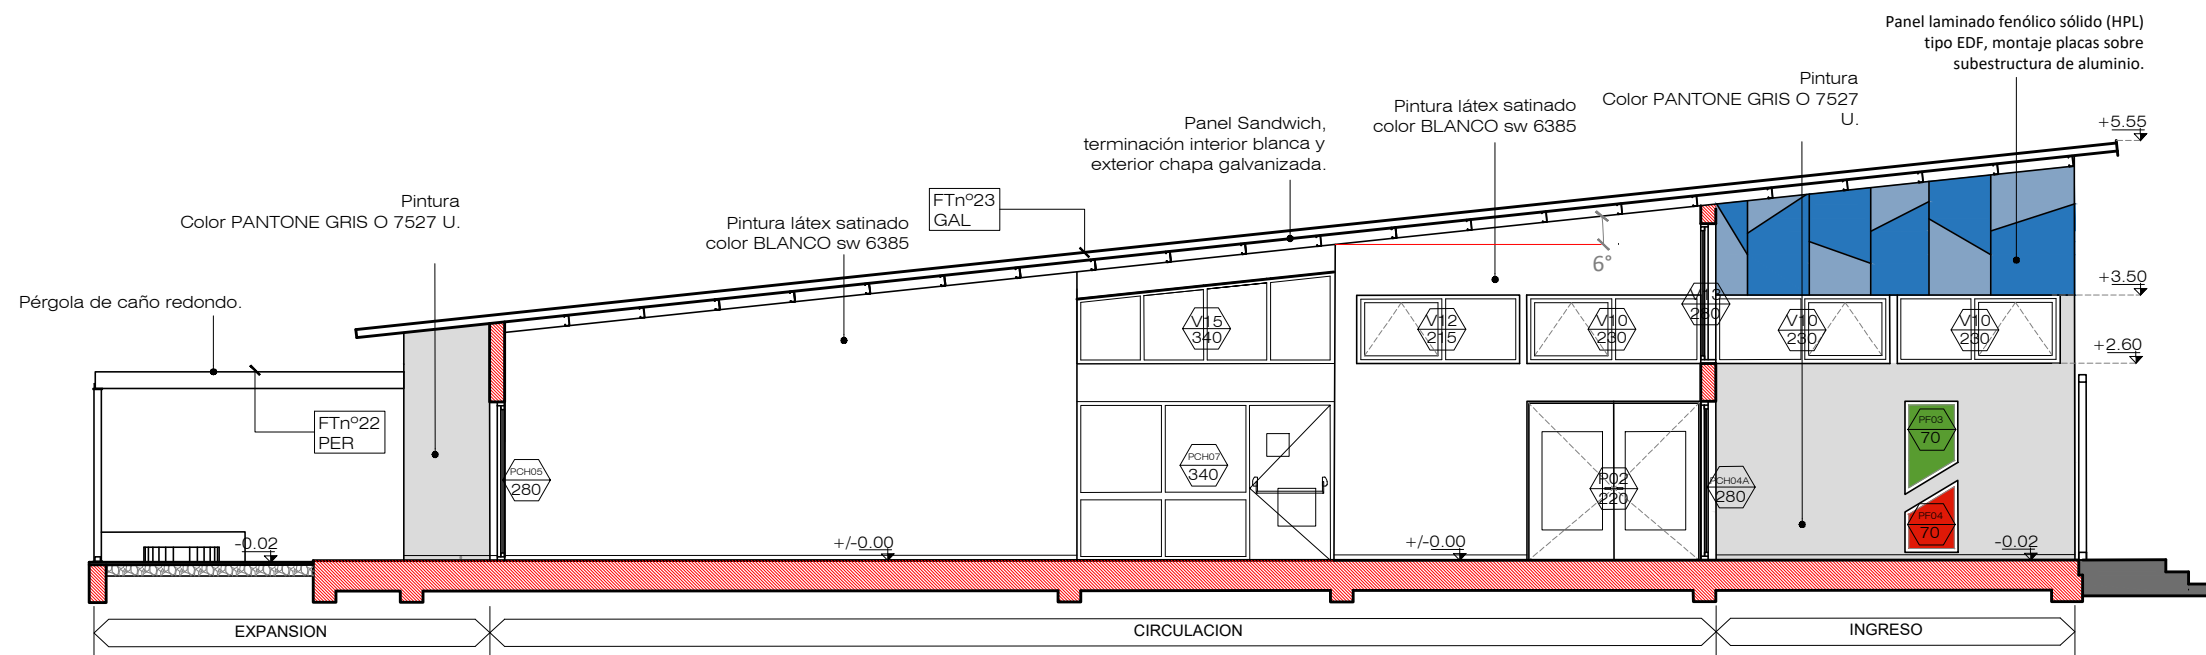 Panel laminado fenólico sólido (HPL)
tipo EDF, montaje placas sobre
subestructura de aluminio.
Pintura
Color PANTONE GRIS O 7527
U.
Pintura látex satinado
color BLANCO sw 6385
Panel Sandwich,
terminación interior blanca y
exterior chapa galvanizada.
+5.55
FTnº23
GAL
Pintura
Color PANTONE GRIS O 7527 U.
Pintura látex satinado
color BLANCO sw 6385
6°
Pérgola de caño redondo.
+3.50
V13
280
V15
340
V12
215
V10
230
V10
230
V10
230
+2.60
FTnº22
PER
PF03
70
PCH05
280
PCH07
340
P02
220
PCH04A
280
PF04
70
-0.02
+/-0.00
+/-0.00
-0.02
EXPANSION
CIRCULACION
INGRESO